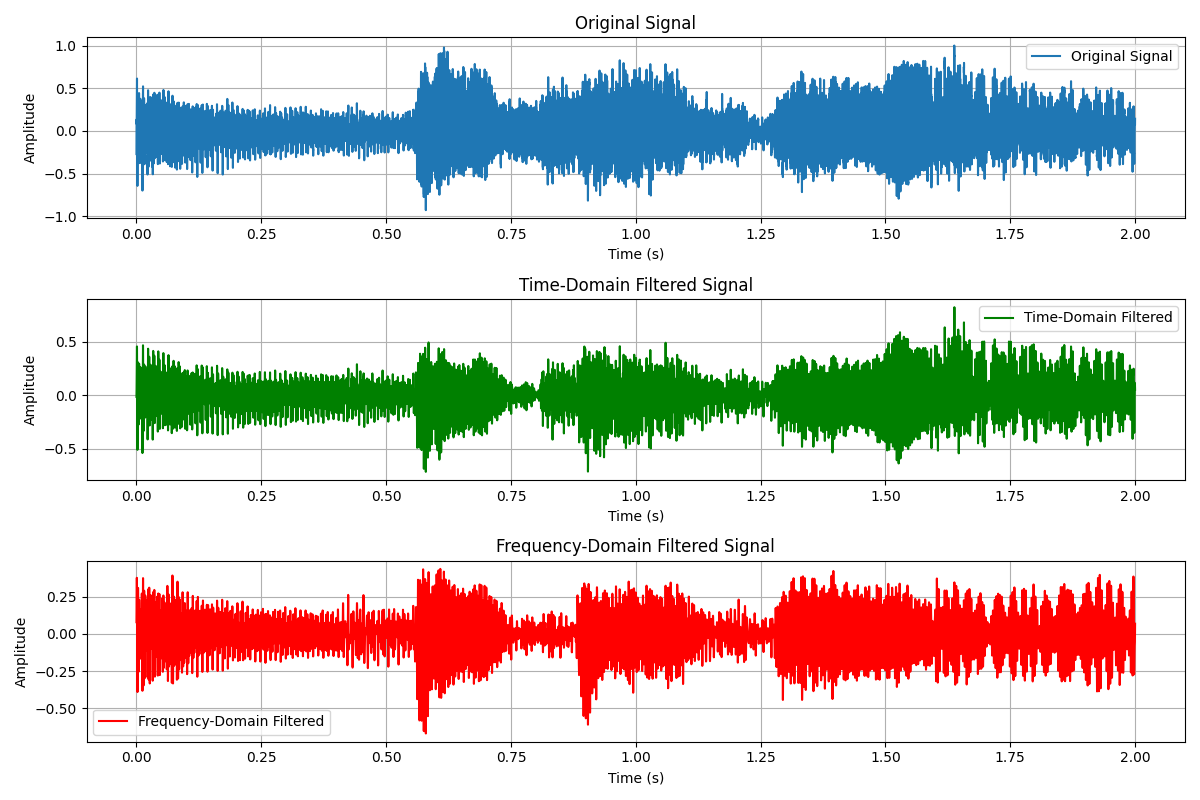 Original Signal
1.0
0.5
0.0
−0.5
−1.0
Amplitude
Original Signal
0.00 0.25 0.50 0.75 1.00 1.25 1.50 1.75 2.00
Time (s)
Time-Domain Filtered Signal
0.5
0.0
−0.5
Amplitude
Time-Domain Filtered
0.00 0.25 0.50 0.75 1.00 1.25 1.50 1.75 2.00
Time (s)
Frequency-Domain Filtered Signal
0.25
0.00
−0.25
−0.50
Amplitude
Frequency-Domain Filtered
0.00 0.25 0.50 0.75 1.00 1.25 1.50 1.75 2.00
Time (s)